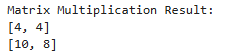 Matrix Multiplication Result:
[4, 4]
[10, 8]